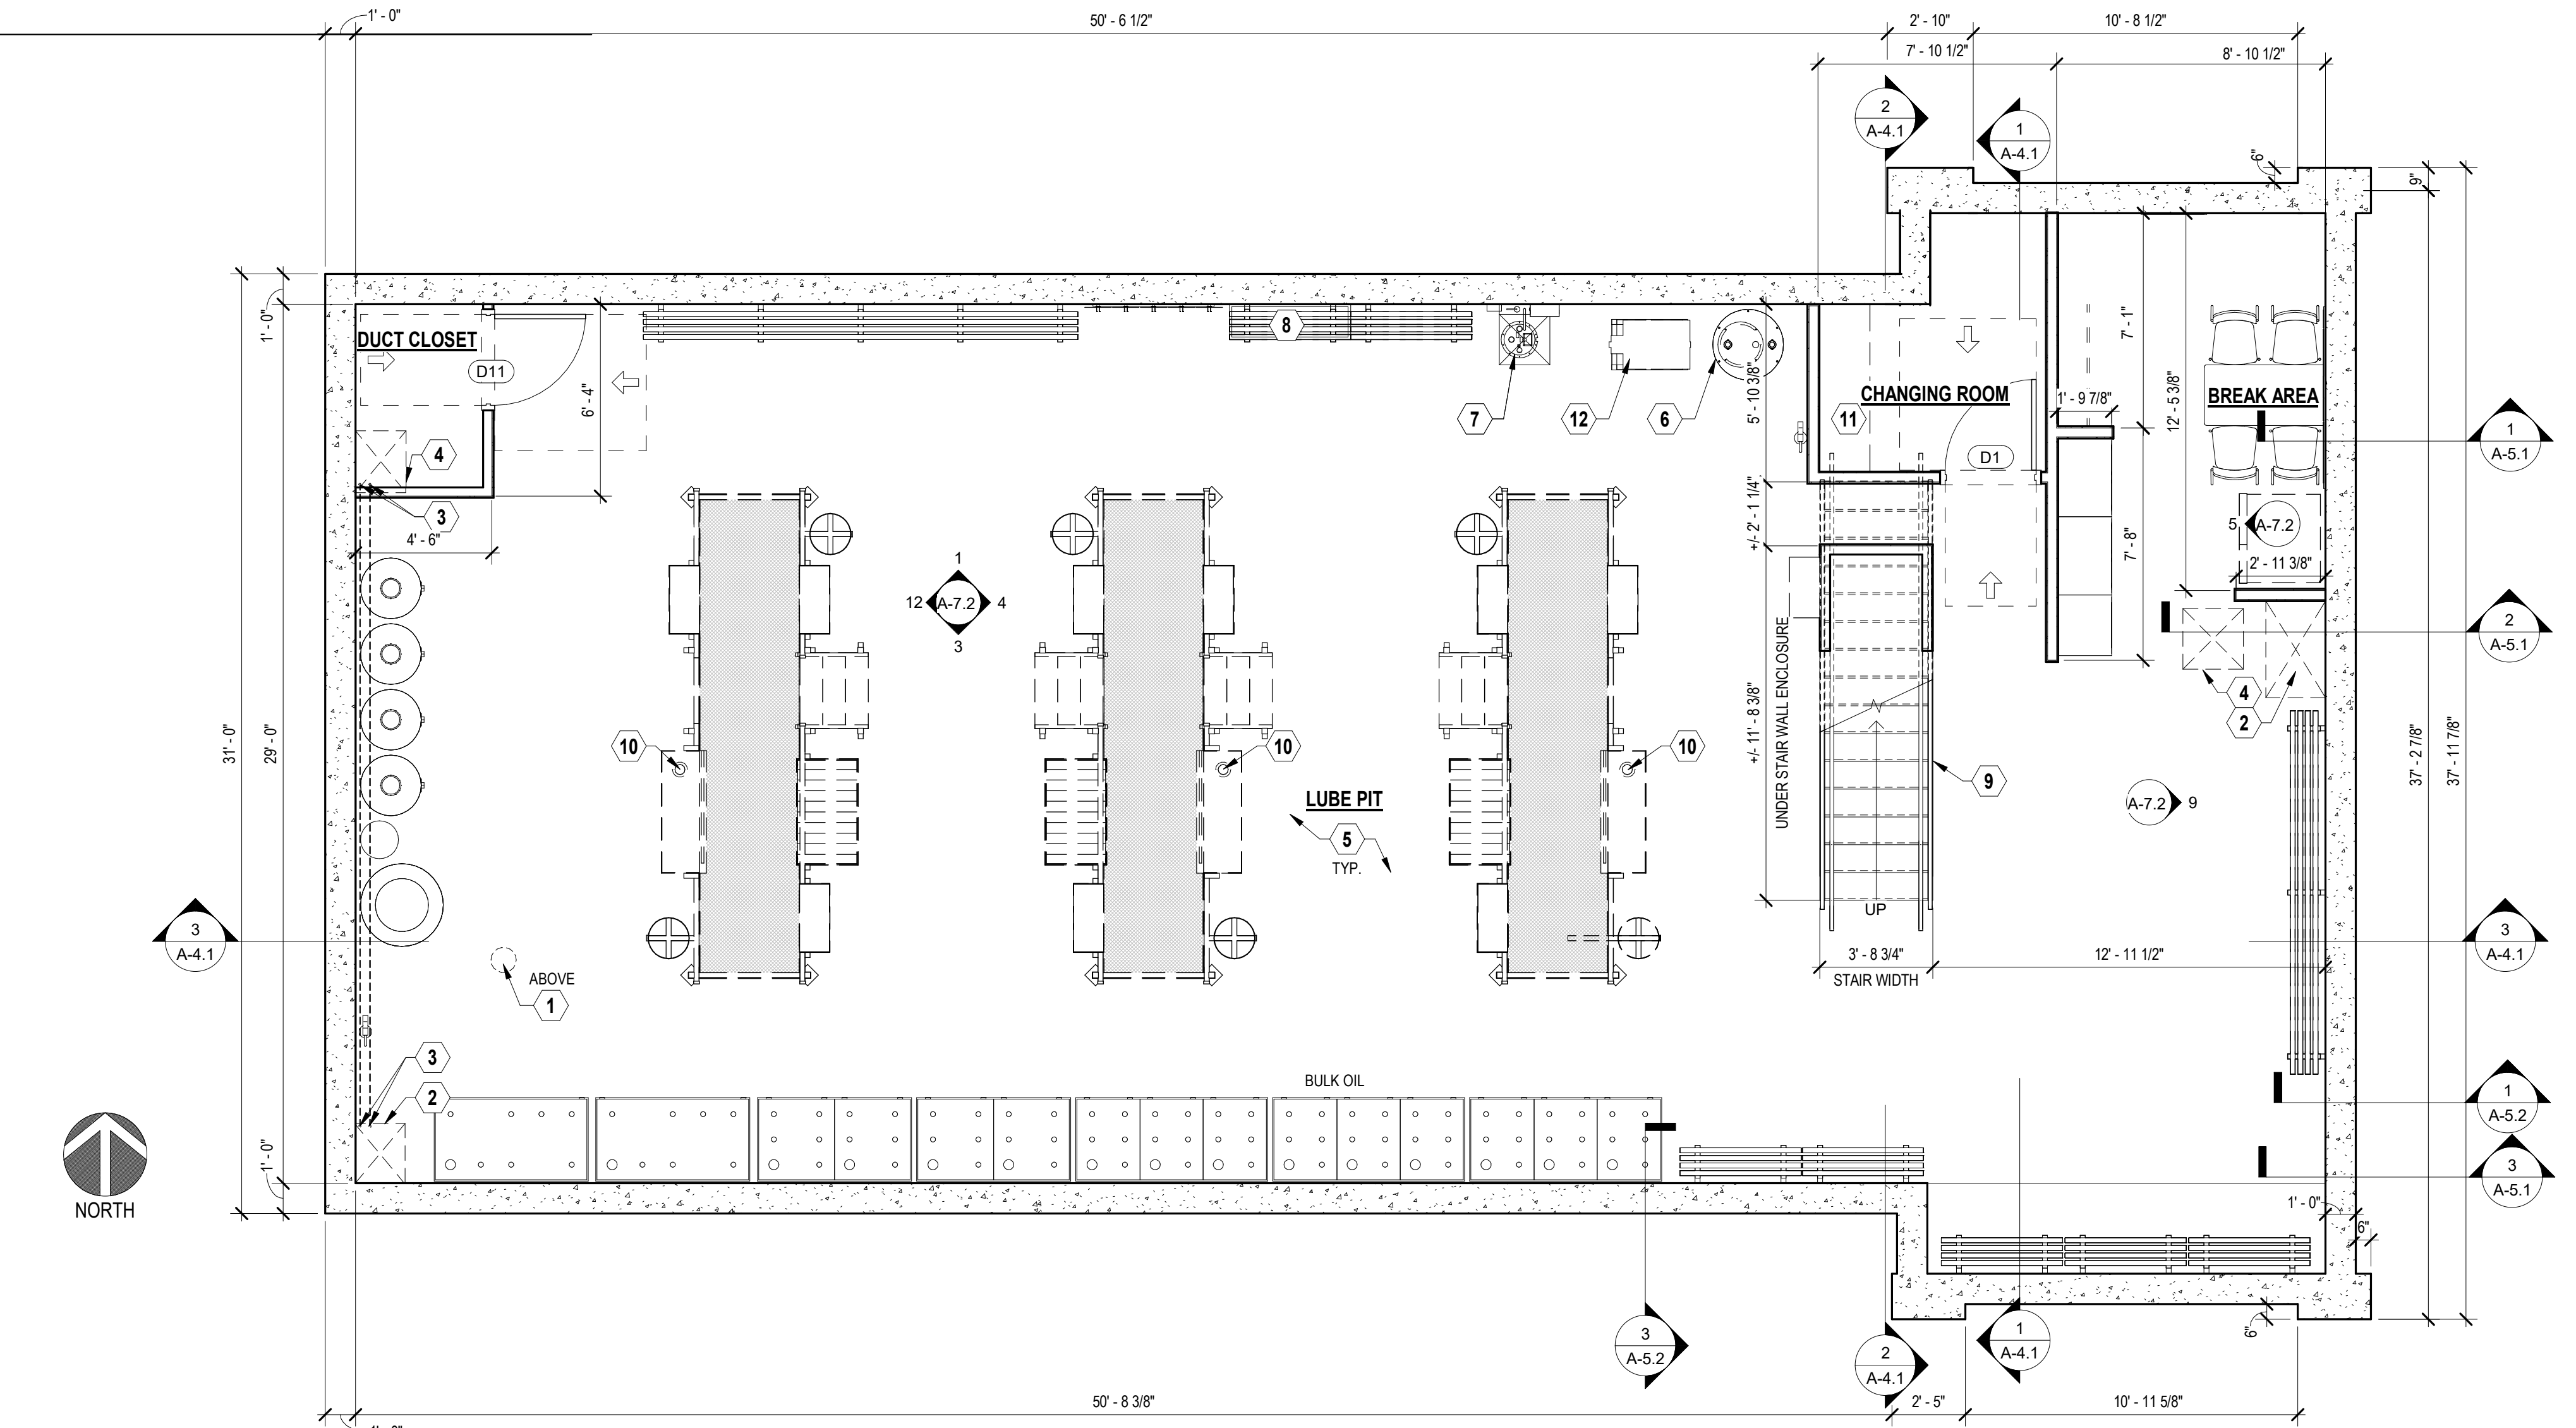 1' - 0"
50' - 6 1/2"
2' - 10"
10' - 8 1/2"
7' - 10 1/2"
8' - 10 1/2"
2
A-4.1
1
A-4.1
6"
9"
1' - 0"
DUCT CLOSET
D11
6' - 4"
8
7
12
6
5' - 10 3/8"
11
CHANGING ROOM
D1
1' - 9 7/8"
7' - 1"
12' - 5 3/8"
BREAK AREA
1
A-5.1
4
3
4' - 6"
+/- 2' - 1 1/4"
7' - 8"
5
A-7.2
2' - 11 3/8"
1
12
A-7.2
4
3
2
A-5.1
4
2
31' - 0"
29' - 0"
10
10
10
LUBE PIT
5
TYP.
UNDER STAIR WALL ENCLOSURE
+/- 11' - 8 3/8"
9
A-7.2
9
37' - 2 7/8"
37' - 11 7/8"
UP
3
A-4.1
3' - 8 3/4"
STAIR WIDTH
12' - 11 1/2"
3
A-4.1
ABOVE
1
3
2
BULK OIL
1
A-5.2
3
A-5.1
1' - 0"
NORTH
1' - 0"
6"
6"
3
A-5.2
2
A-4.1
1
A-4.1
50' - 8 3/8"
2' - 5"
10' - 11 5/8"